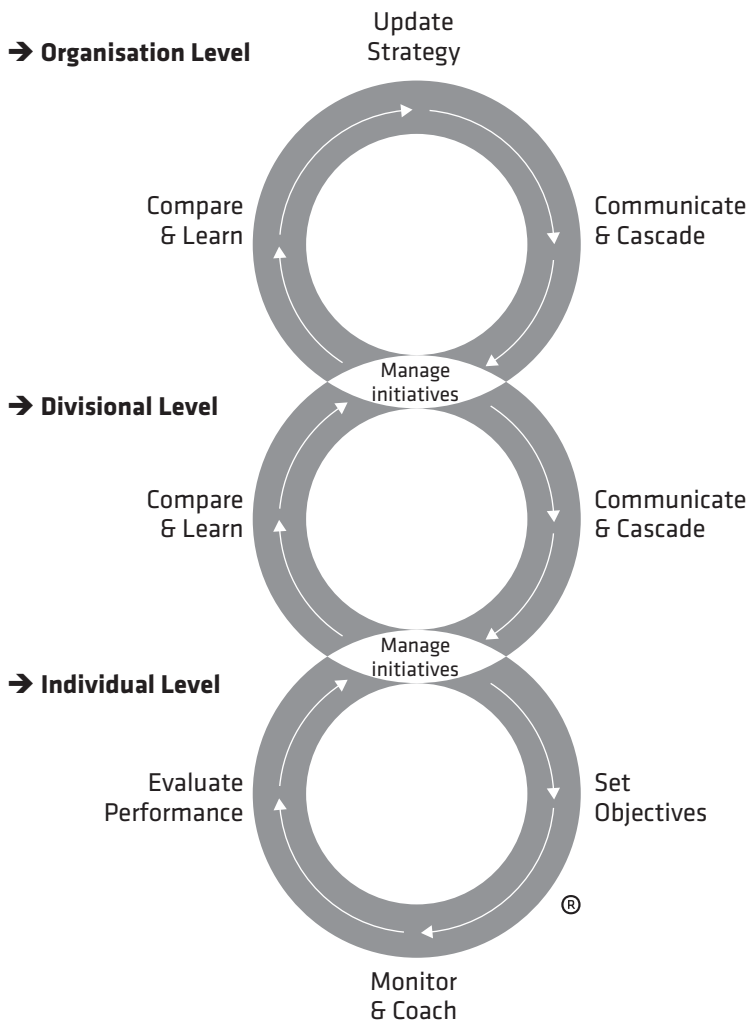 Update
Strategy
➔ Organisation Level
Compare
& Learn
Communicate
& Cascade
Manage
initiatives
➔ Divisional Level
Compare
& Learn
Communicate
& Cascade
Manage
initiatives
➔ Individual Level
Evaluate
Performance
Set
Objectives
®
Monitor
& Coach